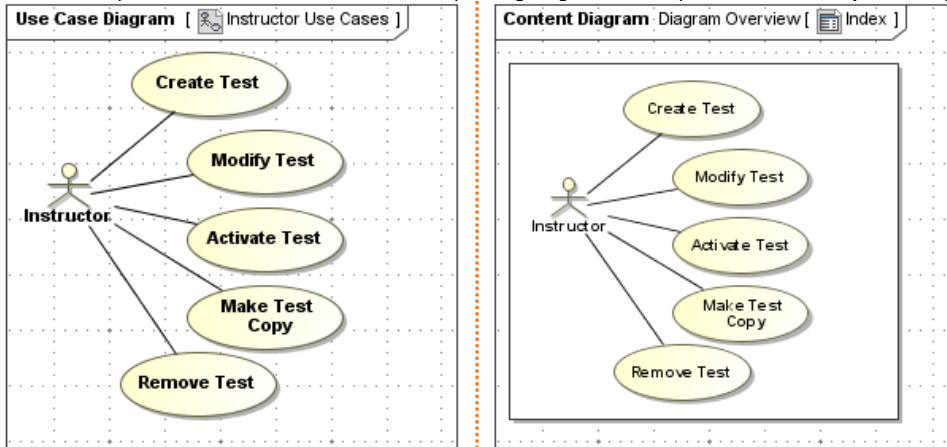 Use Case Diagram [ Instructor Use Cases ]
Create Test
Modify Test
Instructor
Activate Test
Make Test
Copy
Remove Test
Content Diagram Diagram Overview [ Index ]
Create Test
Modify Test
Instructor
Activate Test
Make Test
Copy
Remove Test